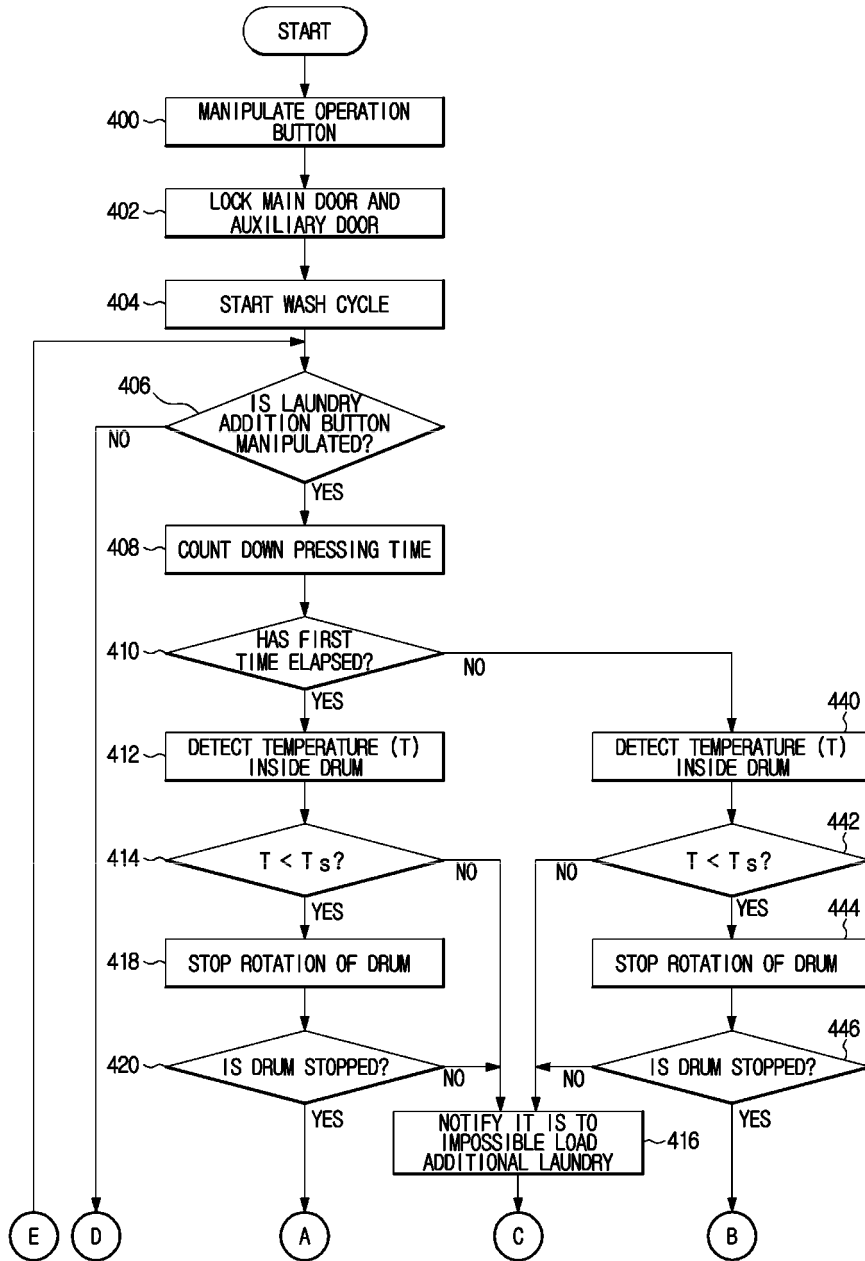 START
400
MANIPULATE OPERATION
BUTTON
402
LOCK MAIN DOOR AND
AUXILIARY DOOR
404
START WASH CYCLE
406
IS LAUNDRY
ADDITION BUTTON
MANIPULATED?
NO
YES
408
COUNT DOWN PRESSING TIME
410
HAS FIRST
TIME ELAPSED?
NO
YES
412
DETECT TEMPERATURE (T)
INSIDE DRUM
440
DETECT TEMPERATURE (T)
INSIDE DRUM
414
T < Ts?
NO
YES
442
T < Ts?
NO
YES
418
STOP ROTATION OF DRUM
444
STOP ROTATION OF DRUM
420
IS DRUM STOPPED?
NO
YES
446
IS DRUM STOPPED?
NO
YES
NOTIFY IT IS TO
IMPOSSIBLE LOAD
ADDITIONAL LAUNDRY
416
E
D
A
C
B